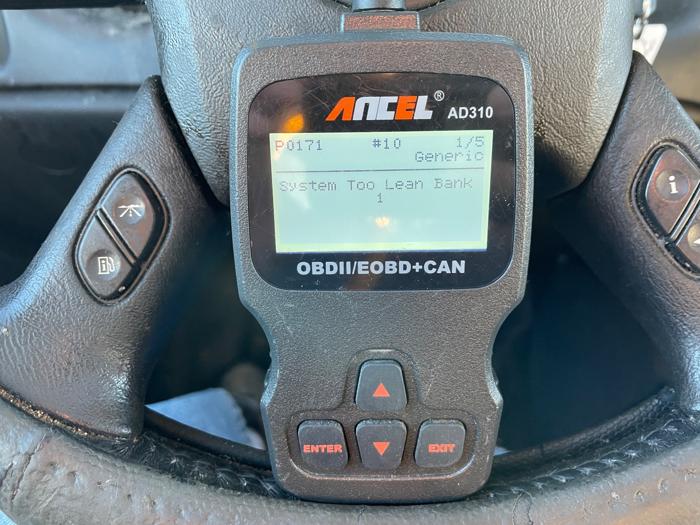 ANCEL® AD310
P0171 #10 1/5
Generic
System Too Lean Bank
1
OBDII/EOBD+CAN
ENTER EXIT
i